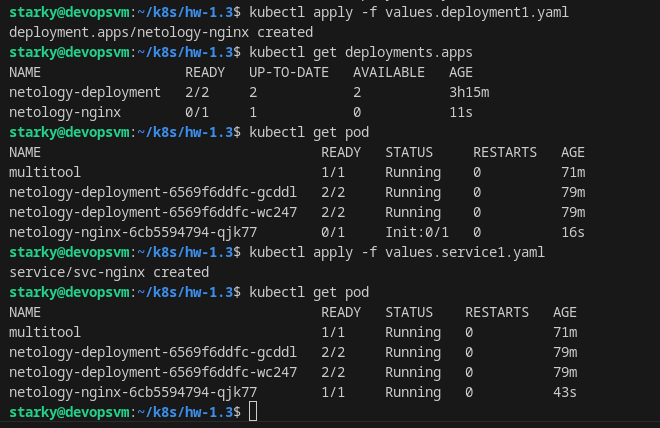 starky@devopsvm:~/k8s/hw-1.3$ kubectl apply -f values.deployment1.yaml
deployment.apps/netology-nginx created
starky@devopsvm:~/k8s/hw-1.3$ kubectl get deployments.apps
NAME                  READY   UP-TO-DATE   AVAILABLE   AGE
netology-deployment   2/2     2            2           3h15m
netology-nginx        0/1     1            0           11s
starky@devopsvm:~/k8s/hw-1.3$ kubectl get pod
NAME                                   READY   STATUS     RESTARTS   AGE
multitool                              1/1     Running    0          71m
netology-deployment-6569f6ddfc-gcddl   2/2     Running    0          79m
netology-deployment-6569f6ddfc-wc247   2/2     Running    0          79m
netology-nginx-6cb5594794-qjk77        0/1     Init:0/1   0          16s
starky@devopsvm:~/k8s/hw-1.3$ kubectl apply -f values.service1.yaml
service/svc-nginx created
starky@devopsvm:~/k8s/hw-1.3$ kubectl get pod
NAME                                   READY   STATUS    RESTARTS   AGE
multitool                              1/1     Running   0          71m
netology-deployment-6569f6ddfc-gcddl   2/2     Running   0          79m
netology-deployment-6569f6ddfc-wc247   2/2     Running   0          79m
netology-nginx-6cb5594794-qjk77        1/1     Running   0          43s
starky@devopsvm:~/k8s/hw-1.3$